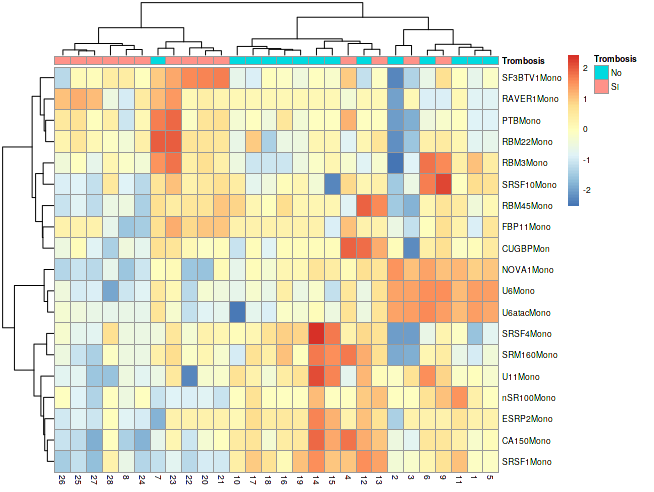 Trombosis
SF3BTV1Mono
RAVER1Mono
PTBMono
RBM22Mono
RBM3Mono
SRSF10Mono
RBM45Mono
FBP11Mono
CUGBPMon
NOVA1Mono
U6Mono
U6atacMono
SRSF4Mono
SRM160Mono
U11Mono
nSR100Mono
ESRP2Mono
CA150Mono
SRSF1Mono
26 25 27 28 8 24 7 23 22 20 21 10 17 18 16 19 14 15 4 12 13 2 3 6 9 11 1 5
2
1
0
-1
-2
Trombosis
No
SI